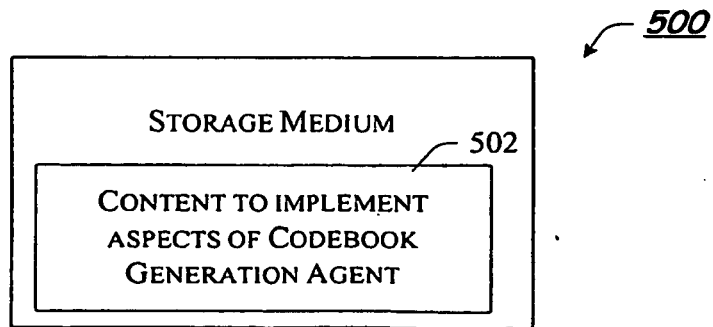 500
STORAGE MEDIUM
502
CONTENT TO IMPLEMENT
ASPECTS OF CODEBOOK
GENERATION AGENT